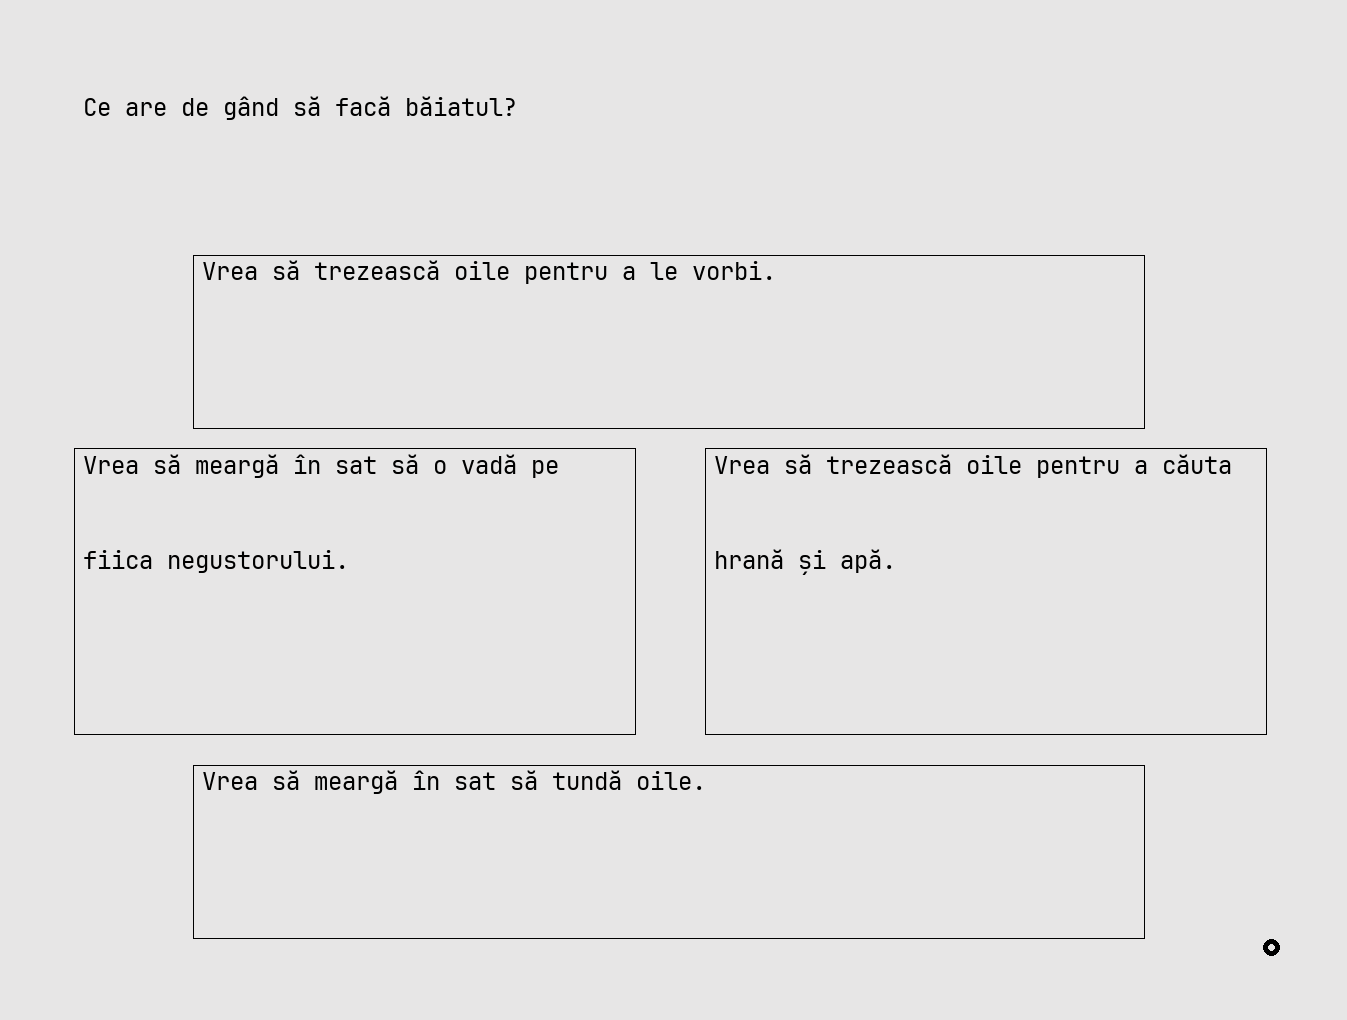 Ce are de gând să facă băiatul?
Vrea să trezească oile pentru a le vorbi.
Vrea să meargă în sat să o vadă pe
fiica negustorului.
Vrea să trezească oile pentru a căuta
hrană și apă.
Vrea să meargă în sat să tundă oile.